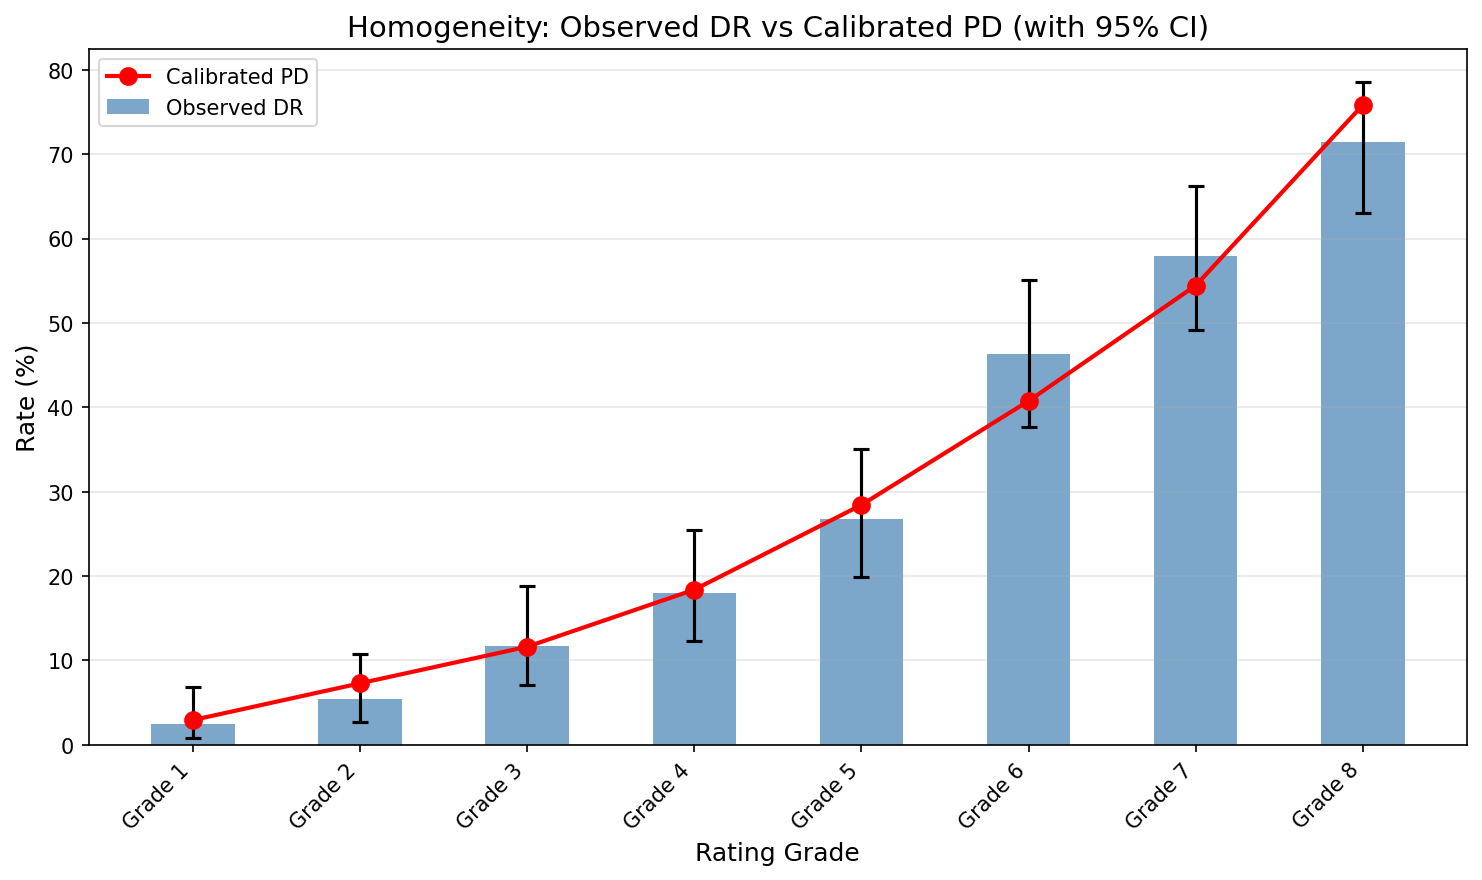 Homogeneity: Observed DR vs Calibrated PD (with 95% CI)
Calibrated PD
Observed DR
Rate (%)
80
70
60
50
40
30
20
10
0
Grade 1
Grade 2
Grade 3
Grade 4
Grade 5
Grade 6
Grade 7
Grade 8
Rating Grade